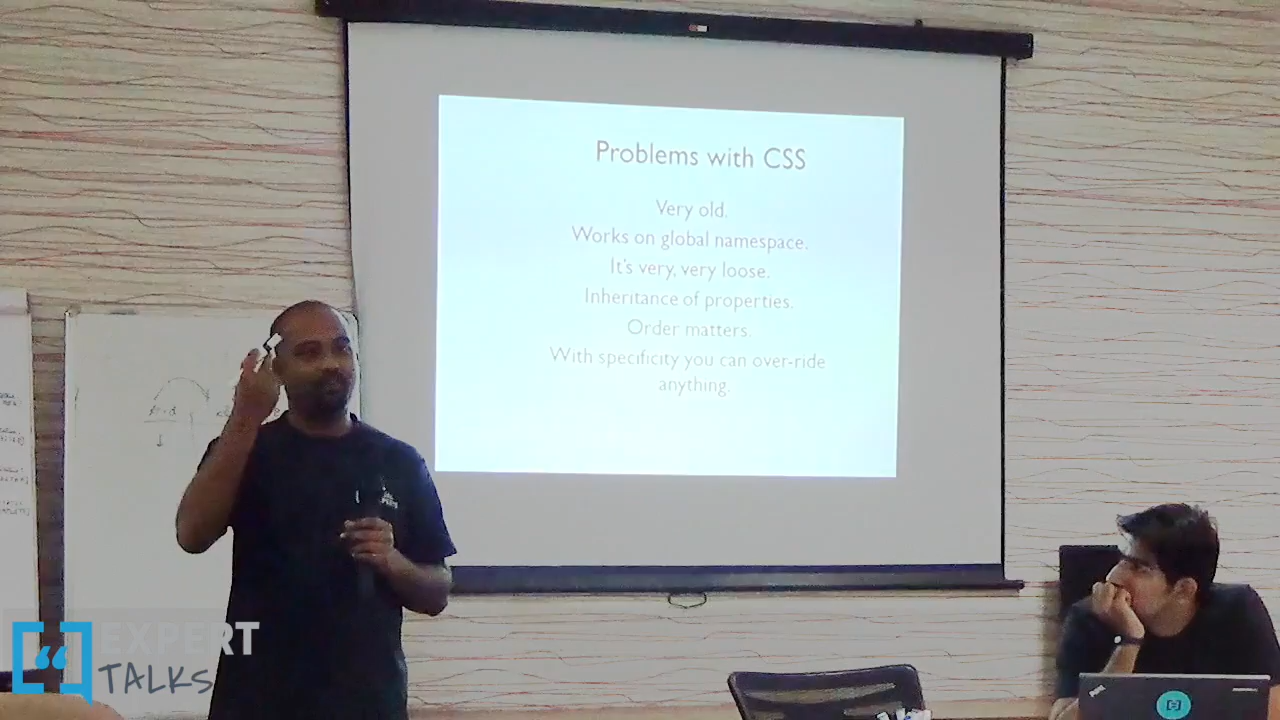 Problems with CSS
Very old.
Works on global namespace.
It's very, very loose.
Inheritance of properties.
Order matters.
With specificity you can over-ride
anything.
EXPERT
TALKS